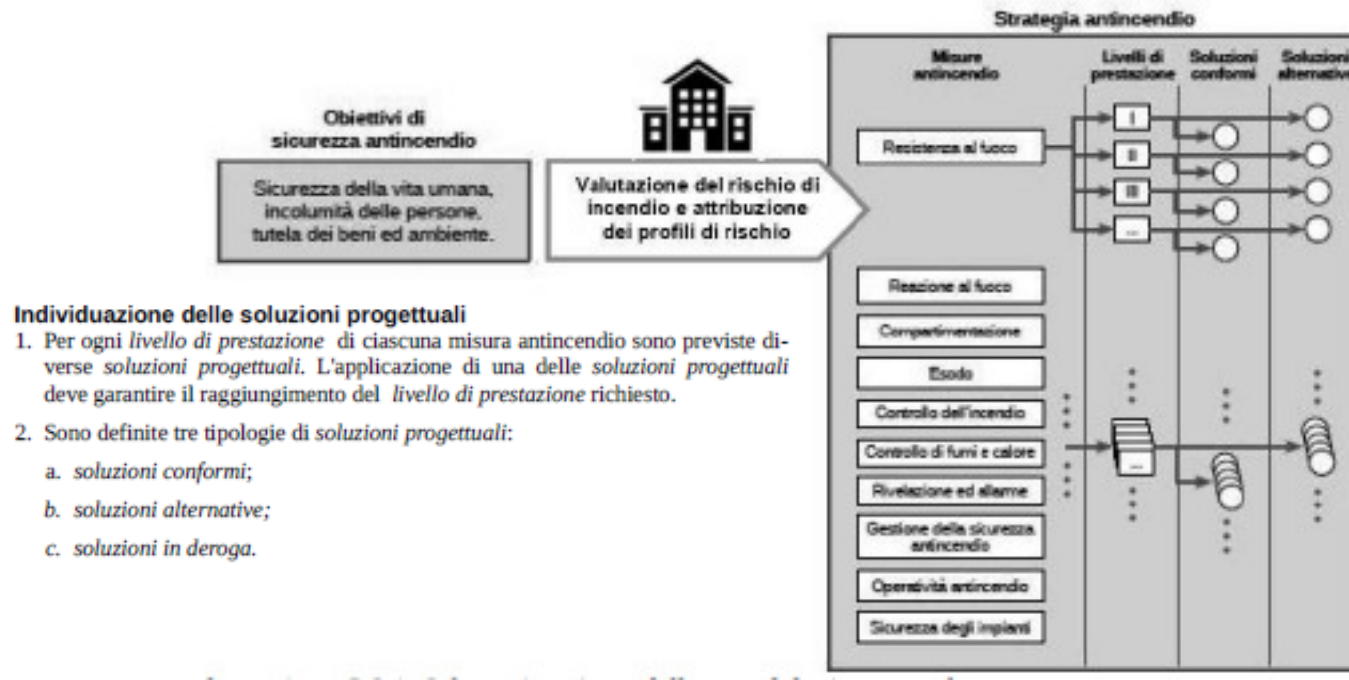 Strategia antincendio
Misure
antincendio
Livelli di
prestazione
Soluzioni
conformi
Soluzioni
alternative
Obiettivi di
sicurezza antincendio
Sicurezza della vita umana,
incolumità delle persone,
tutela dei beni ed ambiente.
Valutazione del rischio di
incendio e attribuzione
dei profili di rischio
Resistenza al fuoco
I
II
III
...
Reazione al fuoco
Compartimentazione
Esodo
Controllo dell'incendio
Controllo di fumi e calore
...
Rivelazione ed allarme
Gestione della sicurezza
antincendio
Operatività antincendio
Sicurezza degli impianti
Individuazione delle soluzioni progettuali
1. Per ogni livello di prestazione di ciascuna misura antincendio sono previste di-
verse soluzioni progettuali. L'applicazione di una delle soluzioni progettuali
deve garantire il raggiungimento del livello di prestazione richiesto.
2. Sono definite tre tipologie di soluzioni progettuali:
a. soluzioni conformi;
b. soluzioni alternative;
c. soluzioni in deroga.